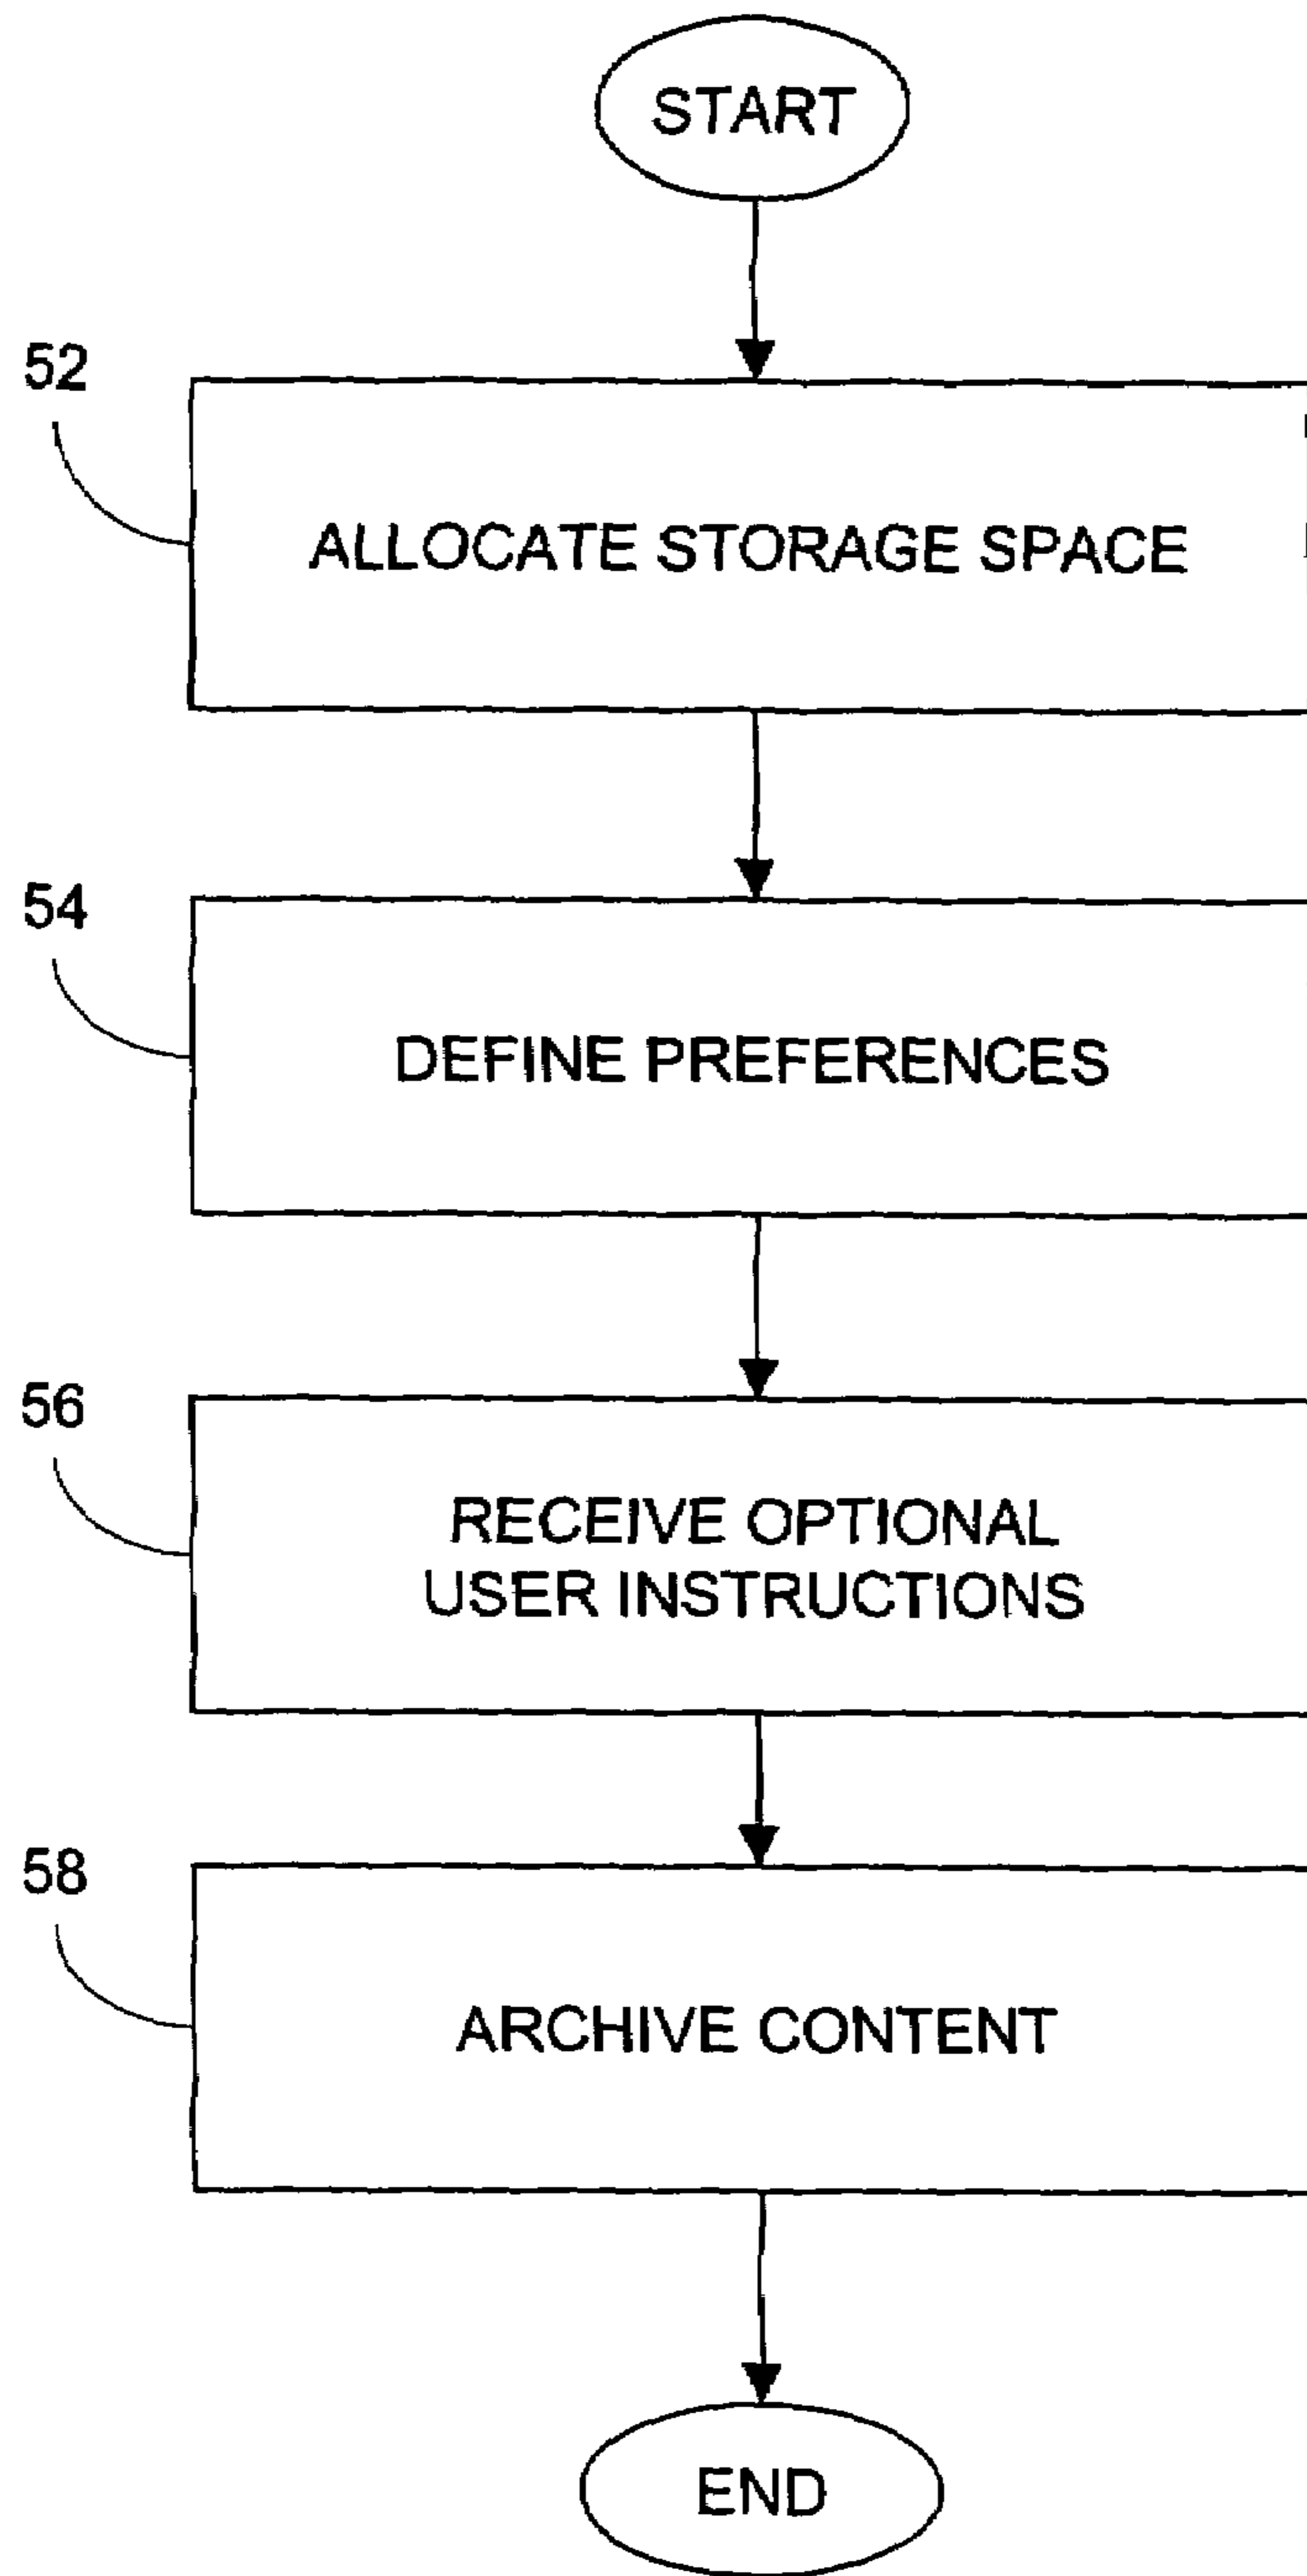 START
52
ALLOCATE STORAGE SPACE
54
DEFINE PREFERENCES
56
RECEIVE OPTIONAL
USER INSTRUCTIONS
58
ARCHIVE CONTENT
END